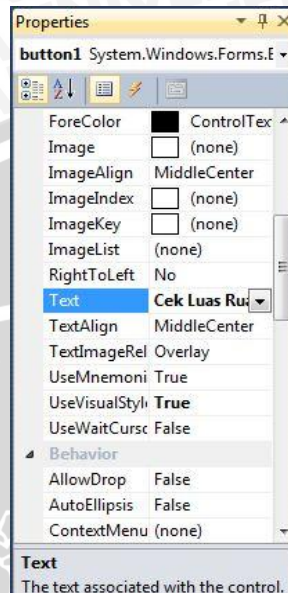 Properties
button1 System.Windows.Forms.E
ForeColor ControlTex
Image (none)
ImageAlign MiddleCenter
ImageIndex (none)
ImageKey (none)
ImageList (none)
RightToLeft No
Text Cek Luas Rua
TextAlign MiddleCenter
TextImageRel Overlay
UseMnemoni True
UseVisualStyl True
UseWaitCurso False
Behavior
AllowDrop False
AutoEllipsis False
ContextMenu (none)
Text
The text associated with the control.